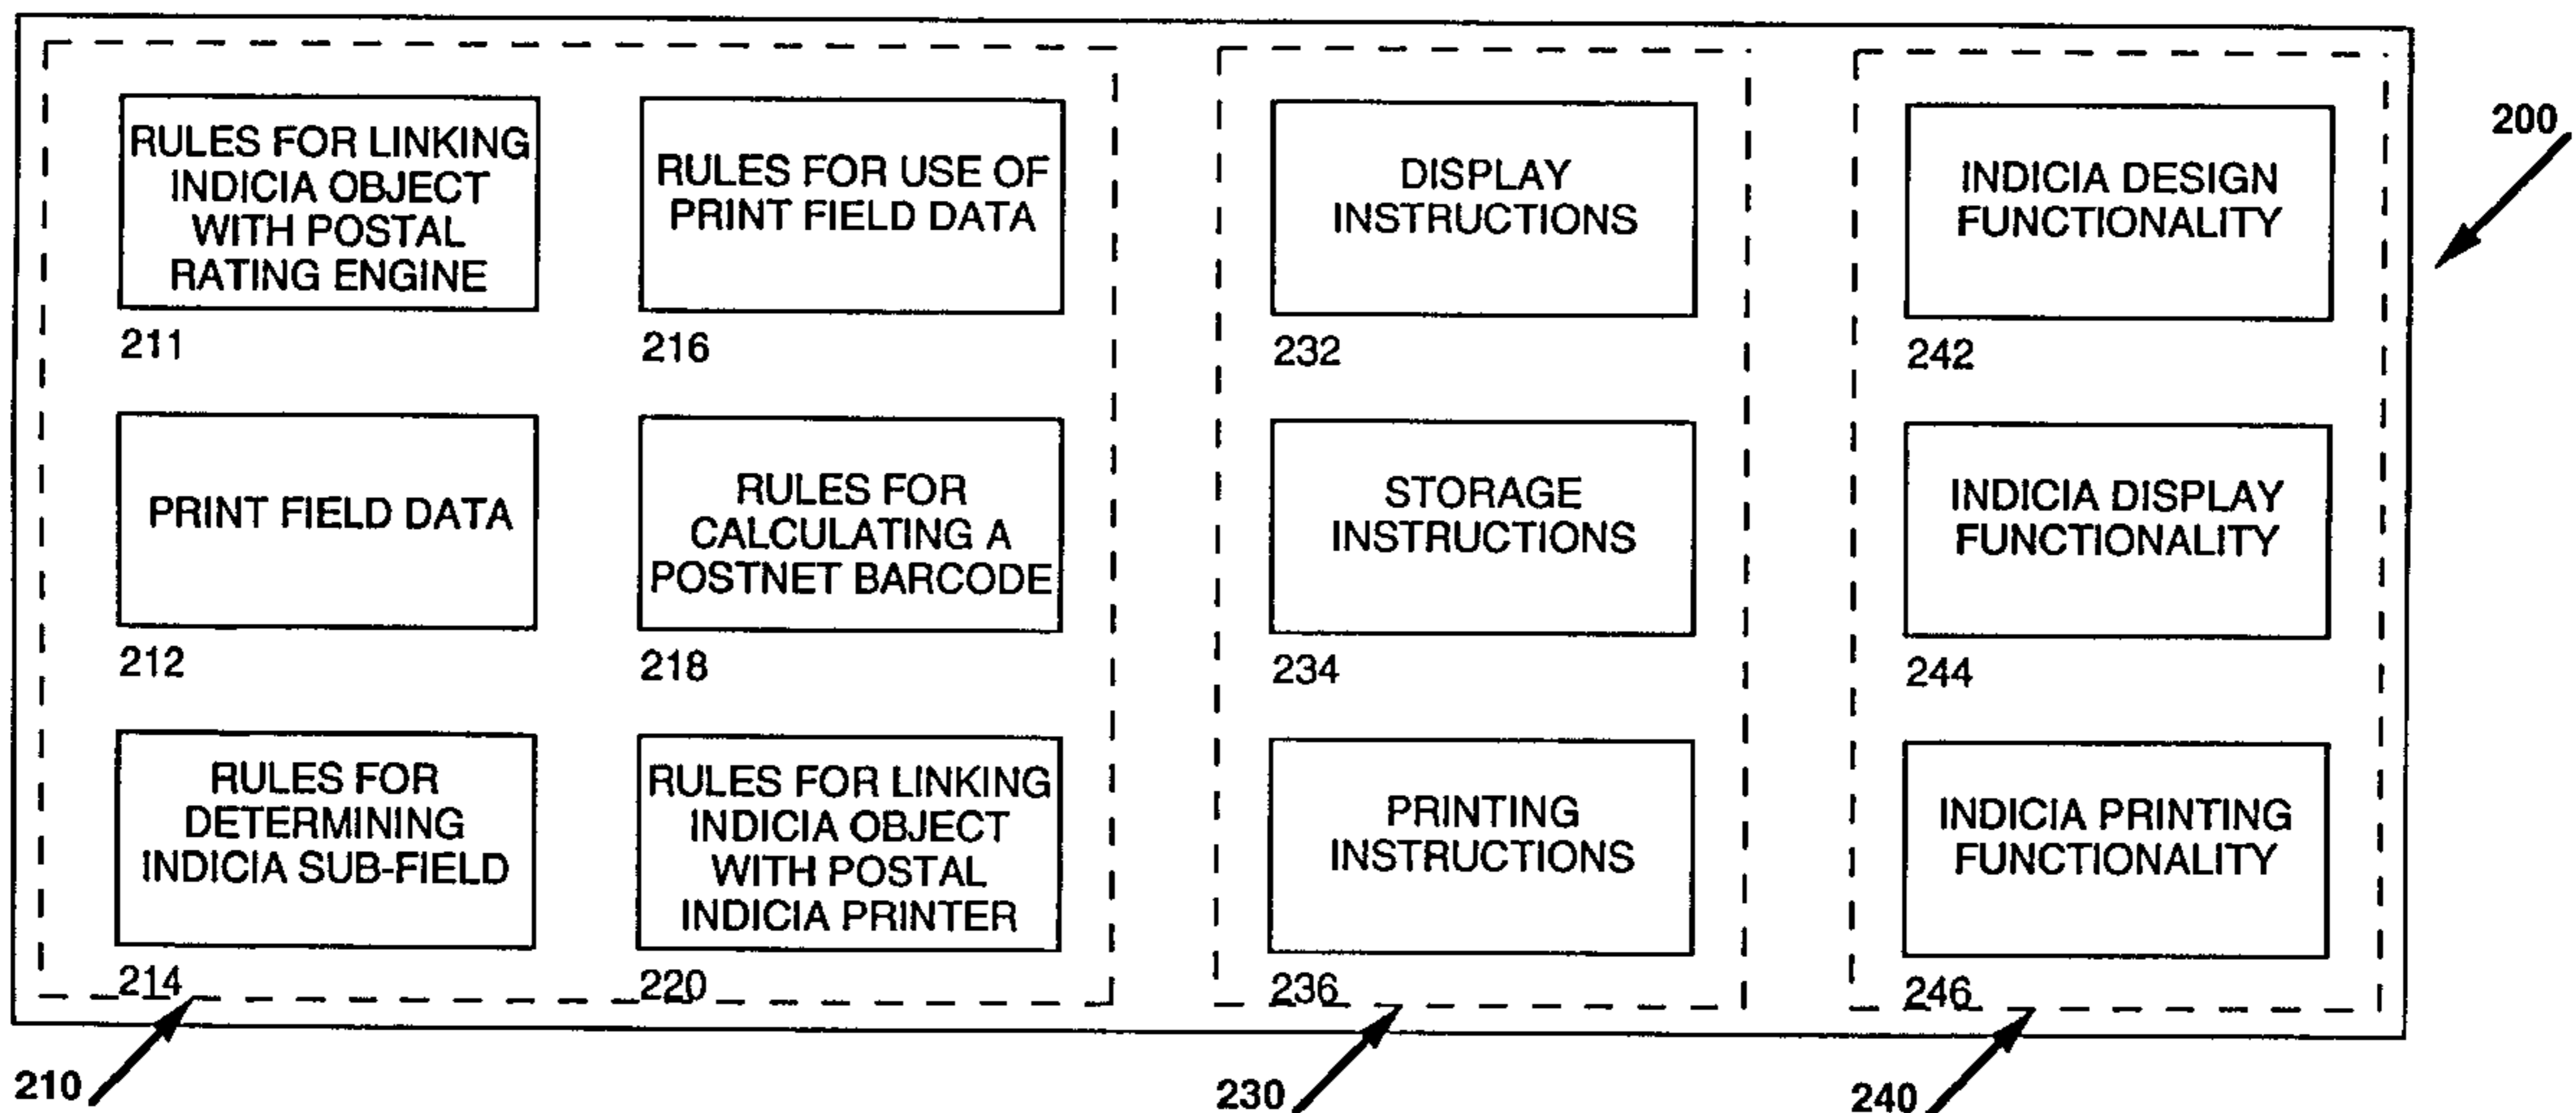 RULES FOR LINKING
INDICIA OBJECT
WITH POSTAL
RATING ENGINE
211
RULES FOR USE OF
PRINT FIELD DATA
216
DISPLAY
INSTRUCTIONS
232
INDICIA DESIGN
FUNCTIONALITY
242
200
PRINT FIELD DATA
212
RULES FOR
CALCULATING A
POSTNET BARCODE
218
STORAGE
INSTRUCTIONS
234
INDICIA DISPLAY
FUNCTIONALITY
244
RULES FOR
DETERMINING
INDICIA SUB-FIELD
214
RULES FOR LINKING
INDICIA OBJECT
WITH POSTAL
INDICIA PRINTER
220
PRINTING
INSTRUCTIONS
236
INDICIA PRINTING
FUNCTIONALITY
246
210
230
240